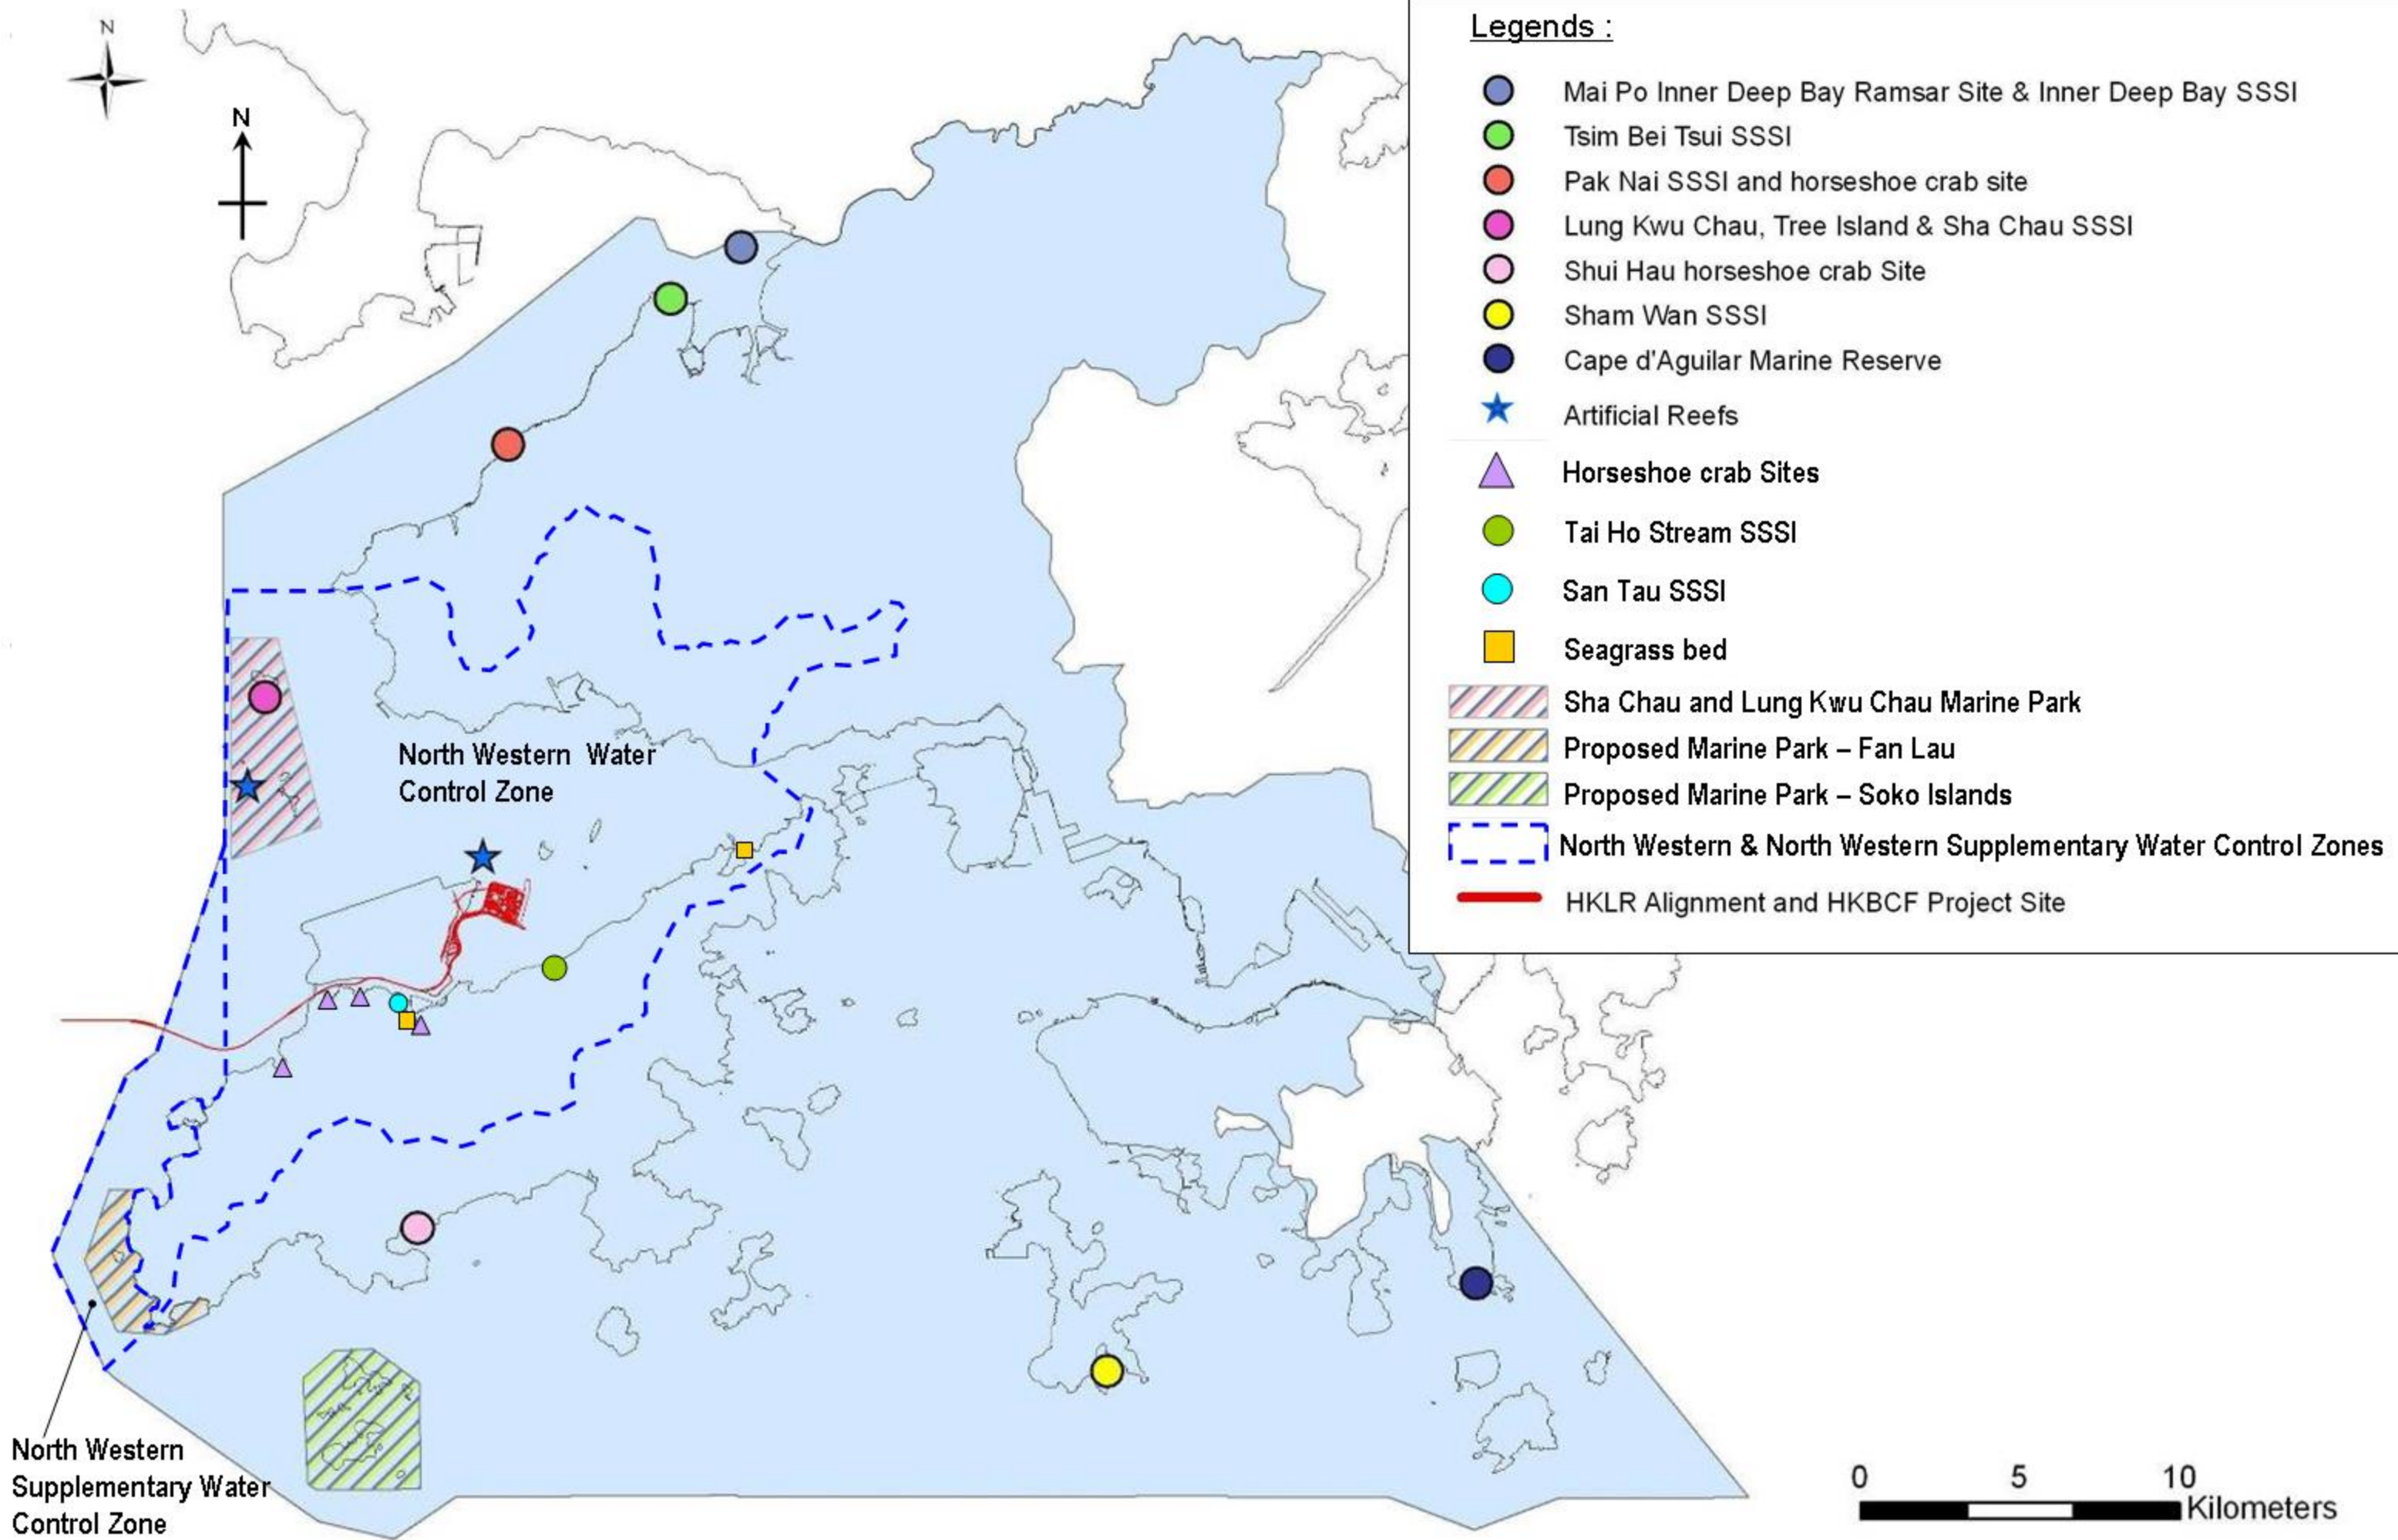 N
N
North Western Water
Control Zone
North Western
Supplementary Water
Control Zone
Legends :
Mai Po Inner Deep Bay Ramsar Site & Inner Deep Bay SSSI
Tsim Bei Tsui SSSI
Pak Nai SSSI and horseshoe crab site
Lung Kwu Chau, Tree Island & Sha Chau SSSI
Shui Hau horseshoe crab Site
Sham Wan SSSI
Cape d'Aguilar Marine Reserve
Artificial Reefs
Horseshoe crab Sites
Tai Ho Stream SSSI
San Tau SSSI
Seagrass bed
Sha Chau and Lung Kwu Chau Marine Park
Proposed Marine Park – Fan Lau
Proposed Marine Park – Soko Islands
North Western & North Western Supplementary Water Control Zones
HKLR Alignment and HKBCF Project Site
0 5 10
Kilometers